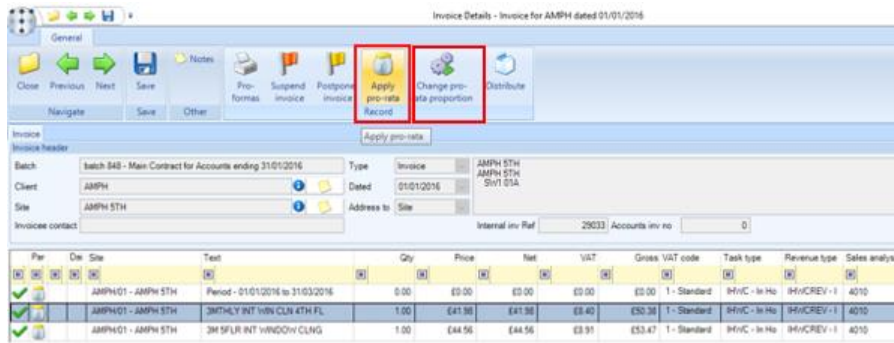 Invoice Details - Invoice for AMPH dated 01/01/2016
General
Close Previous Next Save Notes Pro-formas Suspend invoice Postpone invoice Apply pro-rata Change pro-rata proportion Distribute
Navigate Save Other Record
Apply pro-rata
Invoice
Invoice header
Batch batch 848 - Main Contract for Accounts ending 31/01/2016 Type Invoice AMPH 5TH
AMPH 5TH
Client AMPH Dated 01/01/2016 SW1 01A
Site AMPH 5TH Address to Site
Invoicee contact Internal inv Ref 29033 Accounts inv no 0
Par Site Text Qty Price Net VAT Gross VAT code Task type Revenue type Sales analys
AMPH/01 - AMPH 5TH Period - 01/01/2016 to 31/03/2016 0.00 £0.00 £0.00 £0.00 £0.00 1 - Standard IHWC - In Ho IHWCREV - I 4010
AMPH/01 - AMPH 5TH 3MTHLY INT WIN CLN 4TH FL 1.00 £41.98 £41.98 £8.40 £50.38 1 - Standard IHWC - In Ho IHWCREV - I 4010
AMPH/01 - AMPH 5TH 3M 5FLR INT WINDOW CLNG 1.00 £44.56 £44.56 £8.91 £53.47 1 - Standard IHWC - In Ho IHWCREV - I 4010